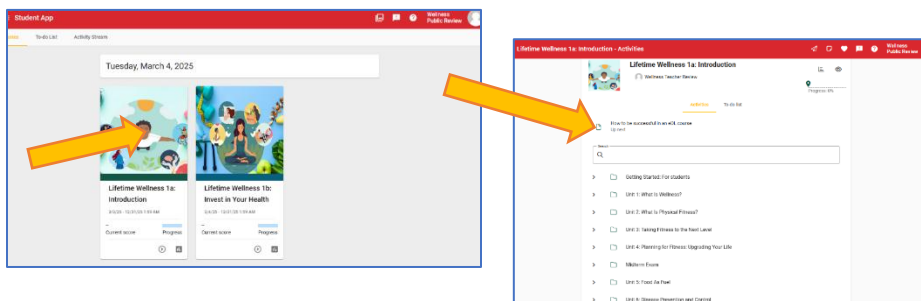 Student App
Wellness
Public Review
To-do List
Activity Stream
Tuesday, March 4, 2025
Lifetime Wellness 1a:
Introduction
Current score
Progress
Lifetime Wellness 1b:
Invest in Your Health
Current score
Progress
Lifetime Wellness 1a: Introduction - Activities
Wellness
Public Review
Lifetime Wellness 1a: Introduction
Wellness Teacher Review
Progress: 0%
Activities
To-do list
How to be successful in an eDL course
Up next
Search
Getting Started: For students
Unit 1: What Is Wellness?
Unit 2: What Is Physical Fitness?
Unit 3: Taking Fitness to the Next Level
Unit 4: Planning for Fitness: Upgrading Your Life
Midterm Exam
Unit 5: Food As Fuel
Unit 6: Disease Prevention and Control